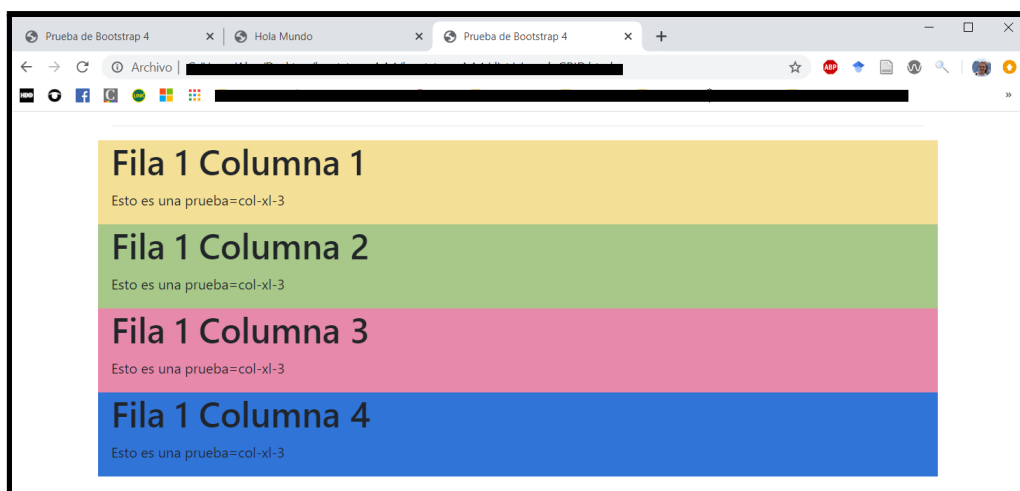 Prueba de Bootstrap 4
Hola Mundo
Prueba de Bootstrap 4
Archivo
ABP
HBO
Fila 1 Columna 1
Esto es una prueba=col-xl-3
Fila 1 Columna 2
Esto es una prueba=col-xl-3
Fila 1 Columna 3
Esto es una prueba=col-xl-3
Fila 1 Columna 4
Esto es una prueba=col-xl-3